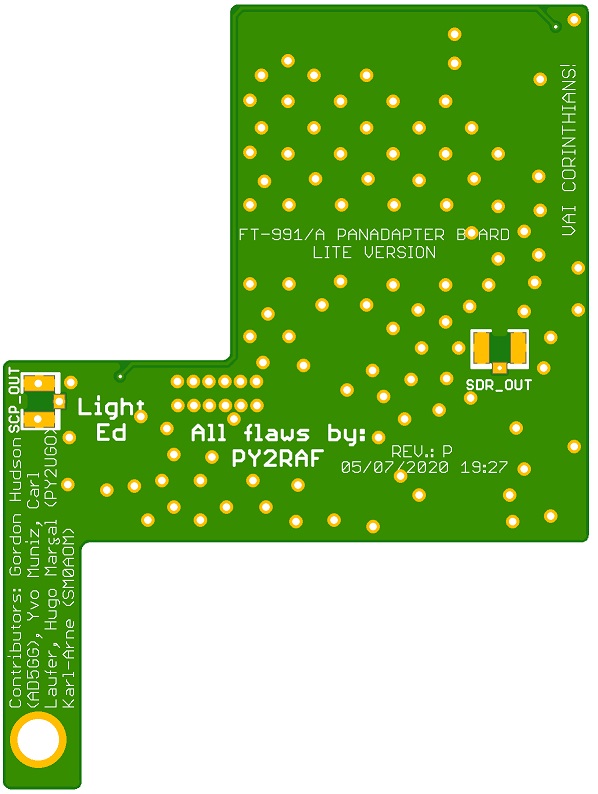 VAI CORINTHIANS!
FT-991/A PANADAPTER BOARD
LITE VERSION
SDR_OUT
SCP_OUT
Light
Ed
All flaws by:
PY2RAF
REV.: P
05/07/2020 19:27
Contributors: Gordon Hudson
(AD5GG), Yvo Muniz, Carl
Laufer, Hugo Marçal (PY2UGO)
Karl-Arne (SM0AOM)